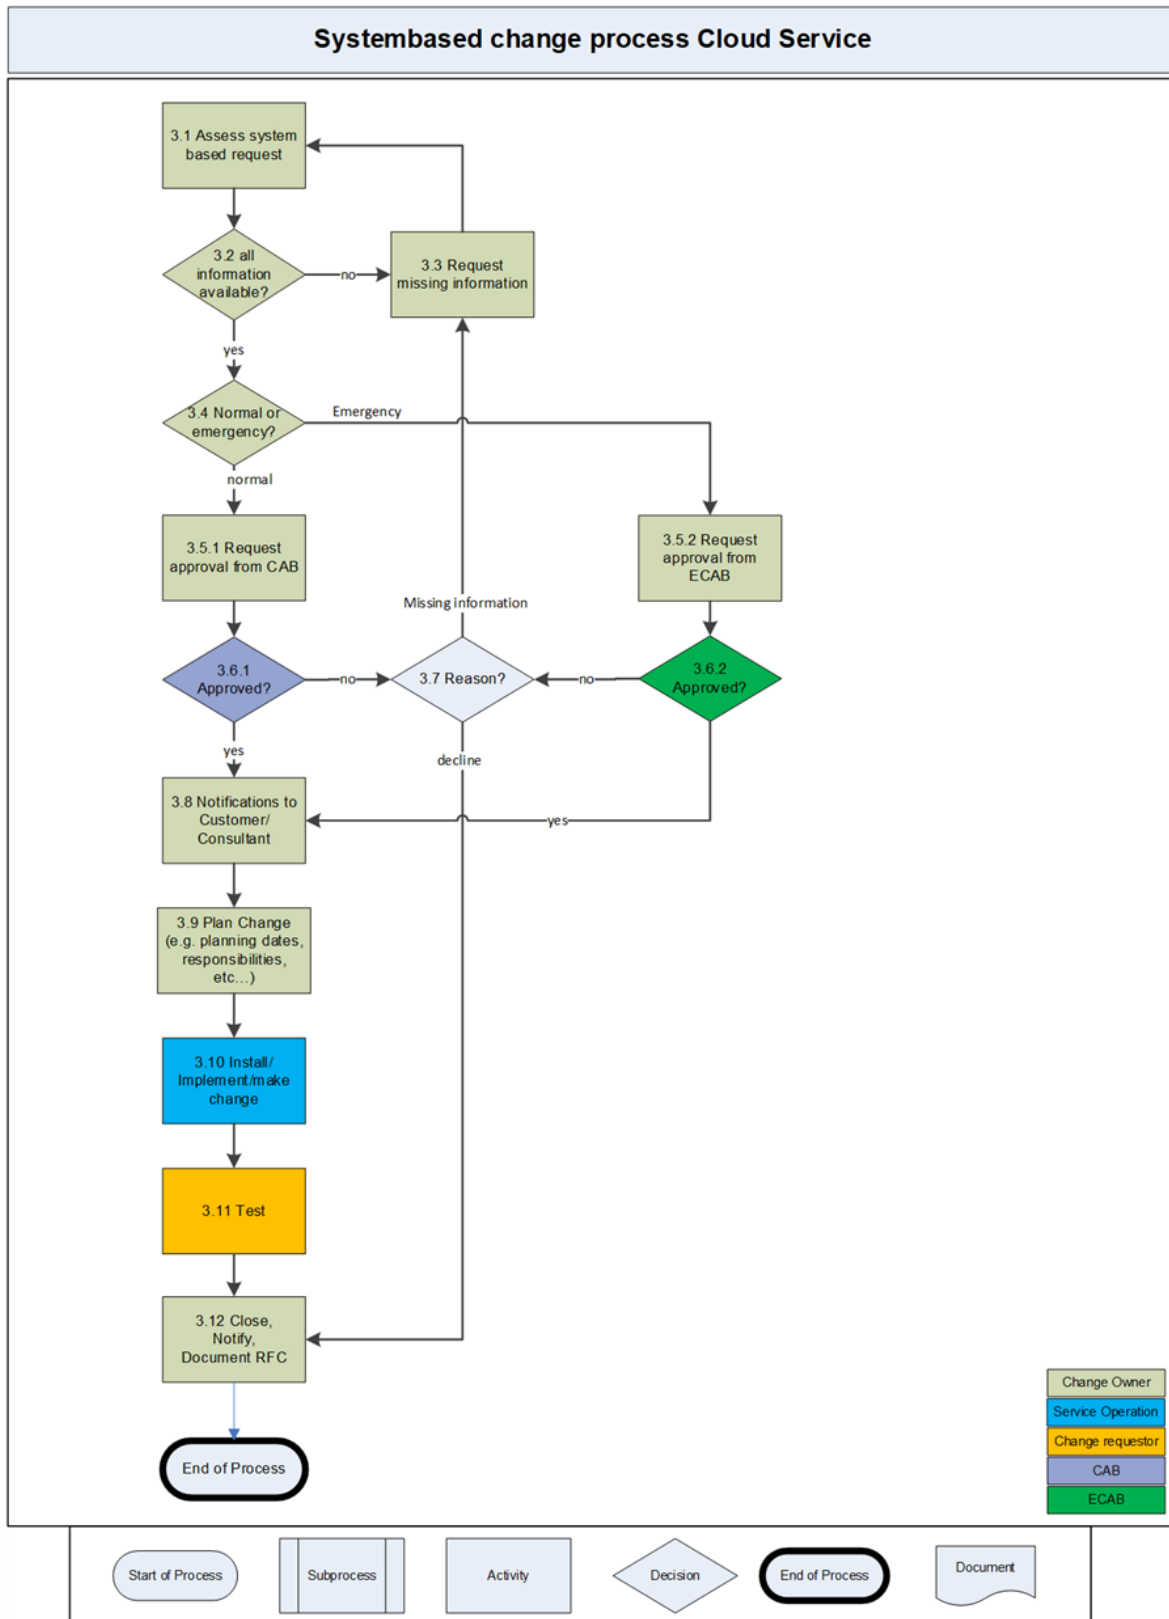 Systembased change process Cloud Service
3.1 Assess system
based request
3.2 all
information
available?
no
3.3 Request
missing information
yes
3.4 Normal or
emergency?
Emergency
normal
3.5.1 Request
approval from CAB
3.5.2 Request
approval from
ECAB
Missing information
3.6.1
Approved?
no
3.7 Reason?
no
3.6.2
Approved?
yes
decline
3.8 Notifications to
Customer/
Consultant
yes
3.9 Plan Change
(e.g. planning dates,
responsibilities,
etc...)
3.10 Install/
Implement/make
change
3.11 Test
3.12 Close,
Notify,
Document RFC
End of Process
Change Owner
Service Operation
Change requestor
CAB
ECAB
Start of Process
Subprocess
Activity
Decision
End of Process
Document